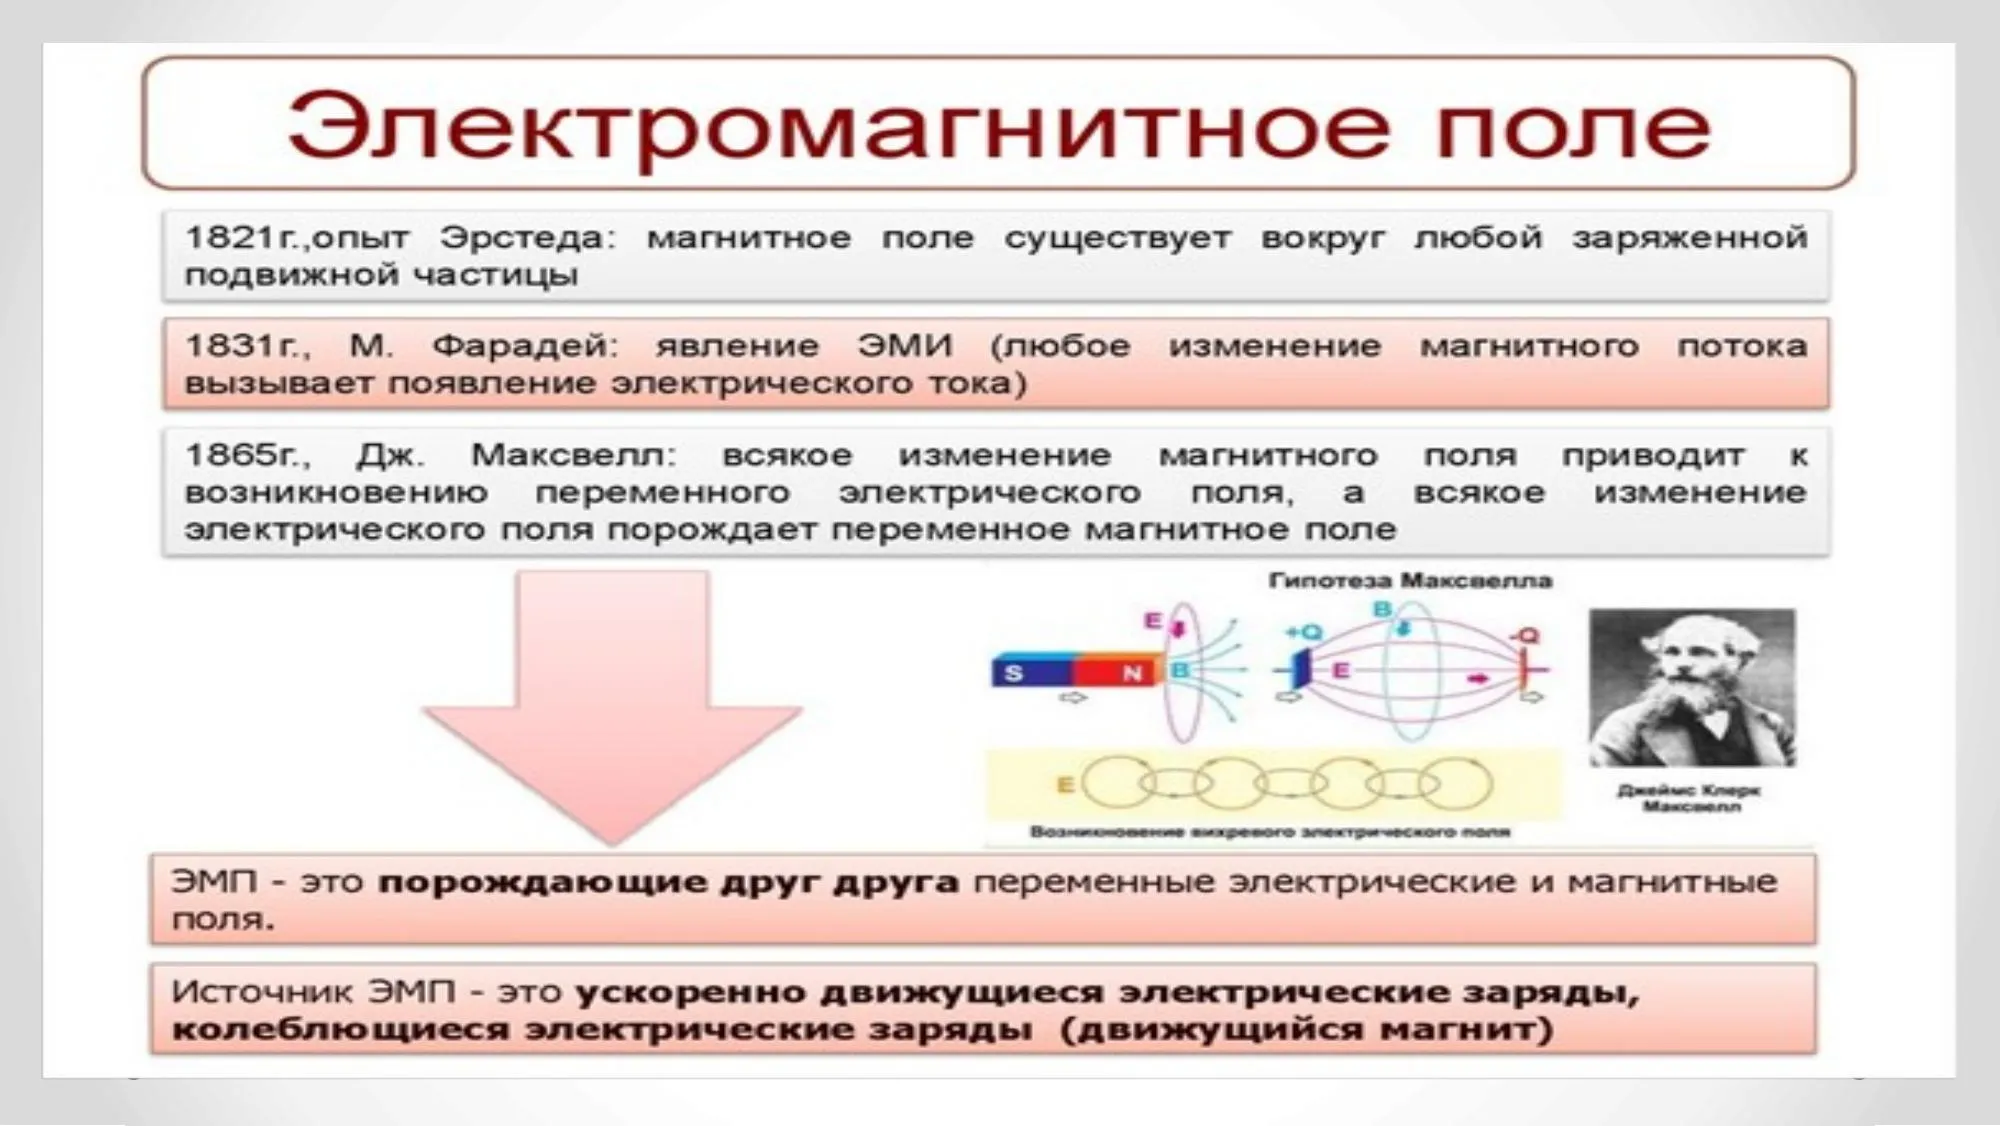 Электромагнитное поле
1821г.,опыт Эрстеда: магнитное поле существует вокруг любой заряженной
подвижной частицы
1831г., М. Фарадей: явление ЭМИ (любое изменение магнитного потока
вызывает появление электрического тока)
1865г., Дж. Максвелл: всякое изменение магнитного поля приводит к
возникновению переменного электрического поля, а всякое изменение
электрического поля порождает переменное магнитное поле
Гипотеза Максвелла
E
B
+Q
-Q
S
N
B
E
E
Джеймс Клерк
Максвелл
Возникновение вихревого электрического поля
ЭМП - это порождающие друг друга переменные электрические и магнитные
поля.
Источник ЭМП - это ускоренно движущиеся электрические заряды,
колеблющиеся электрические заряды (движущийся магнит)